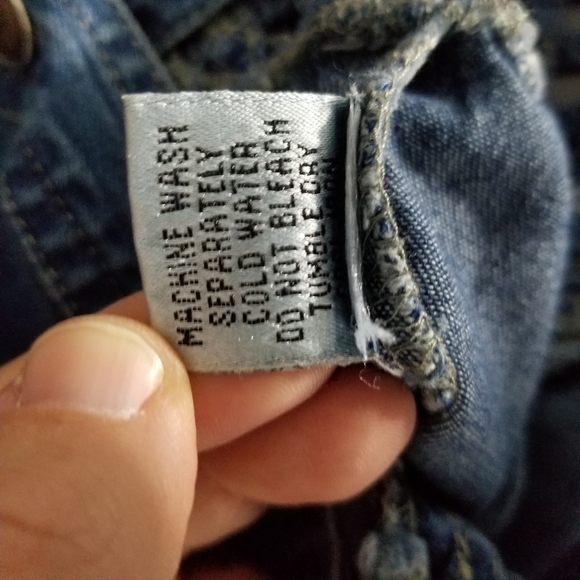 MACHINE WASH
SEPARATELY
COLD WATER
DO NOT BLEACH
TUMBLE DRY